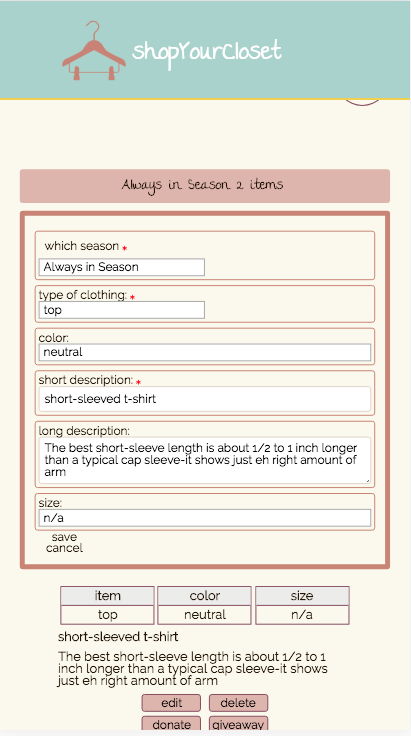 shopYourCloset
Always in Season 2 items
which season *
Always in Season
type of clothing: *
top
color:
neutral
short description: *
short-sleeved t-shirt
long description:
The best short-sleeve length is about 1/2 to 1 inch longer
than a typical cap sleeve-it shows just eh right amount of
arm
size:
n/a
save
cancel
item color size
top neutral n/a
short-sleeved t-shirt
The best short-sleeve length is about 1/2 to 1
inch longer than a typical cap sleeve-it shows
just eh right amount of arm
edit delete
donate giveaway